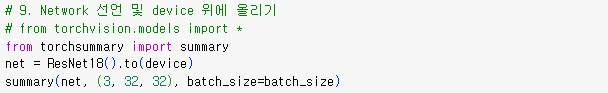 # 9. Network 선언 및 device 위에 올리기
# from torchvision.models import *
from torchsummary import summary
net = ResNet18().to(device)
summary(net, (3, 32, 32), batch_size=batch_size)